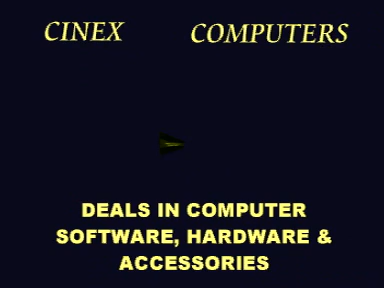 CINEX COMPUTERS
DEALS IN COMPUTER
SOFTWARE, HARDWARE &
ACCESSORIES